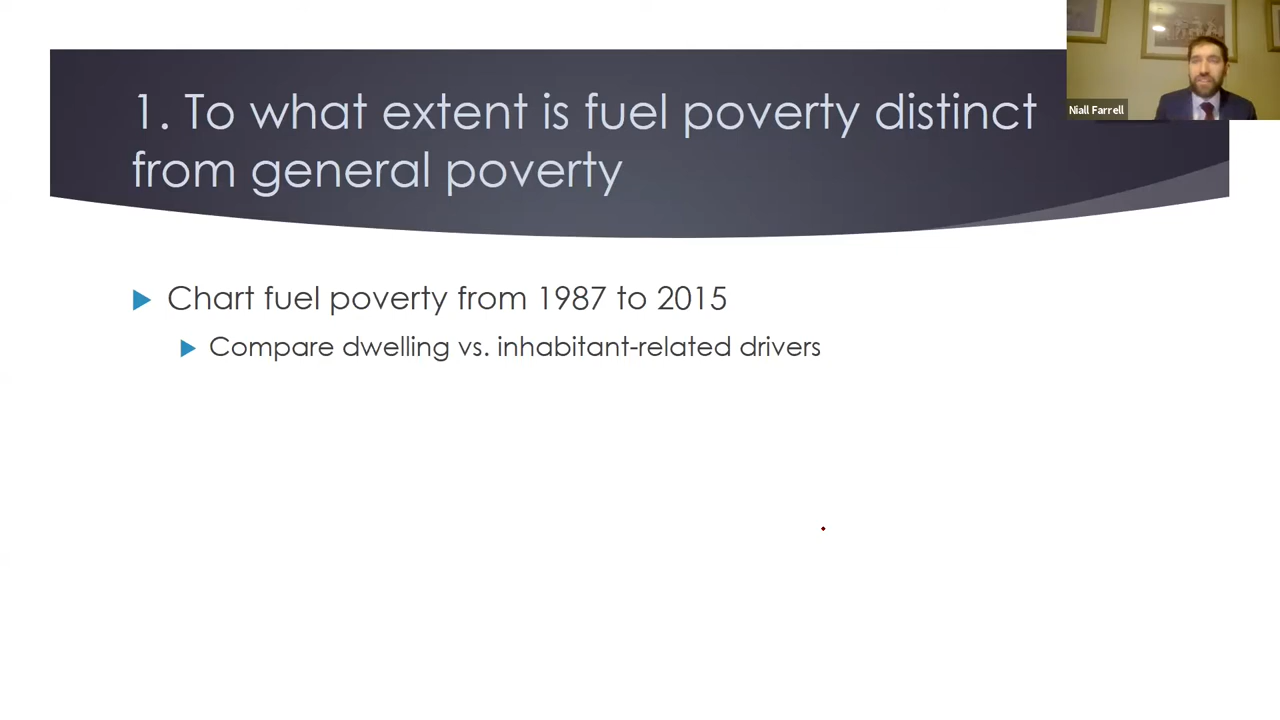 1. To what extent is fuel poverty distinct
from general poverty
Niall Farrell
Chart fuel poverty from 1987 to 2015
Compare dwelling vs. inhabitant-related drivers